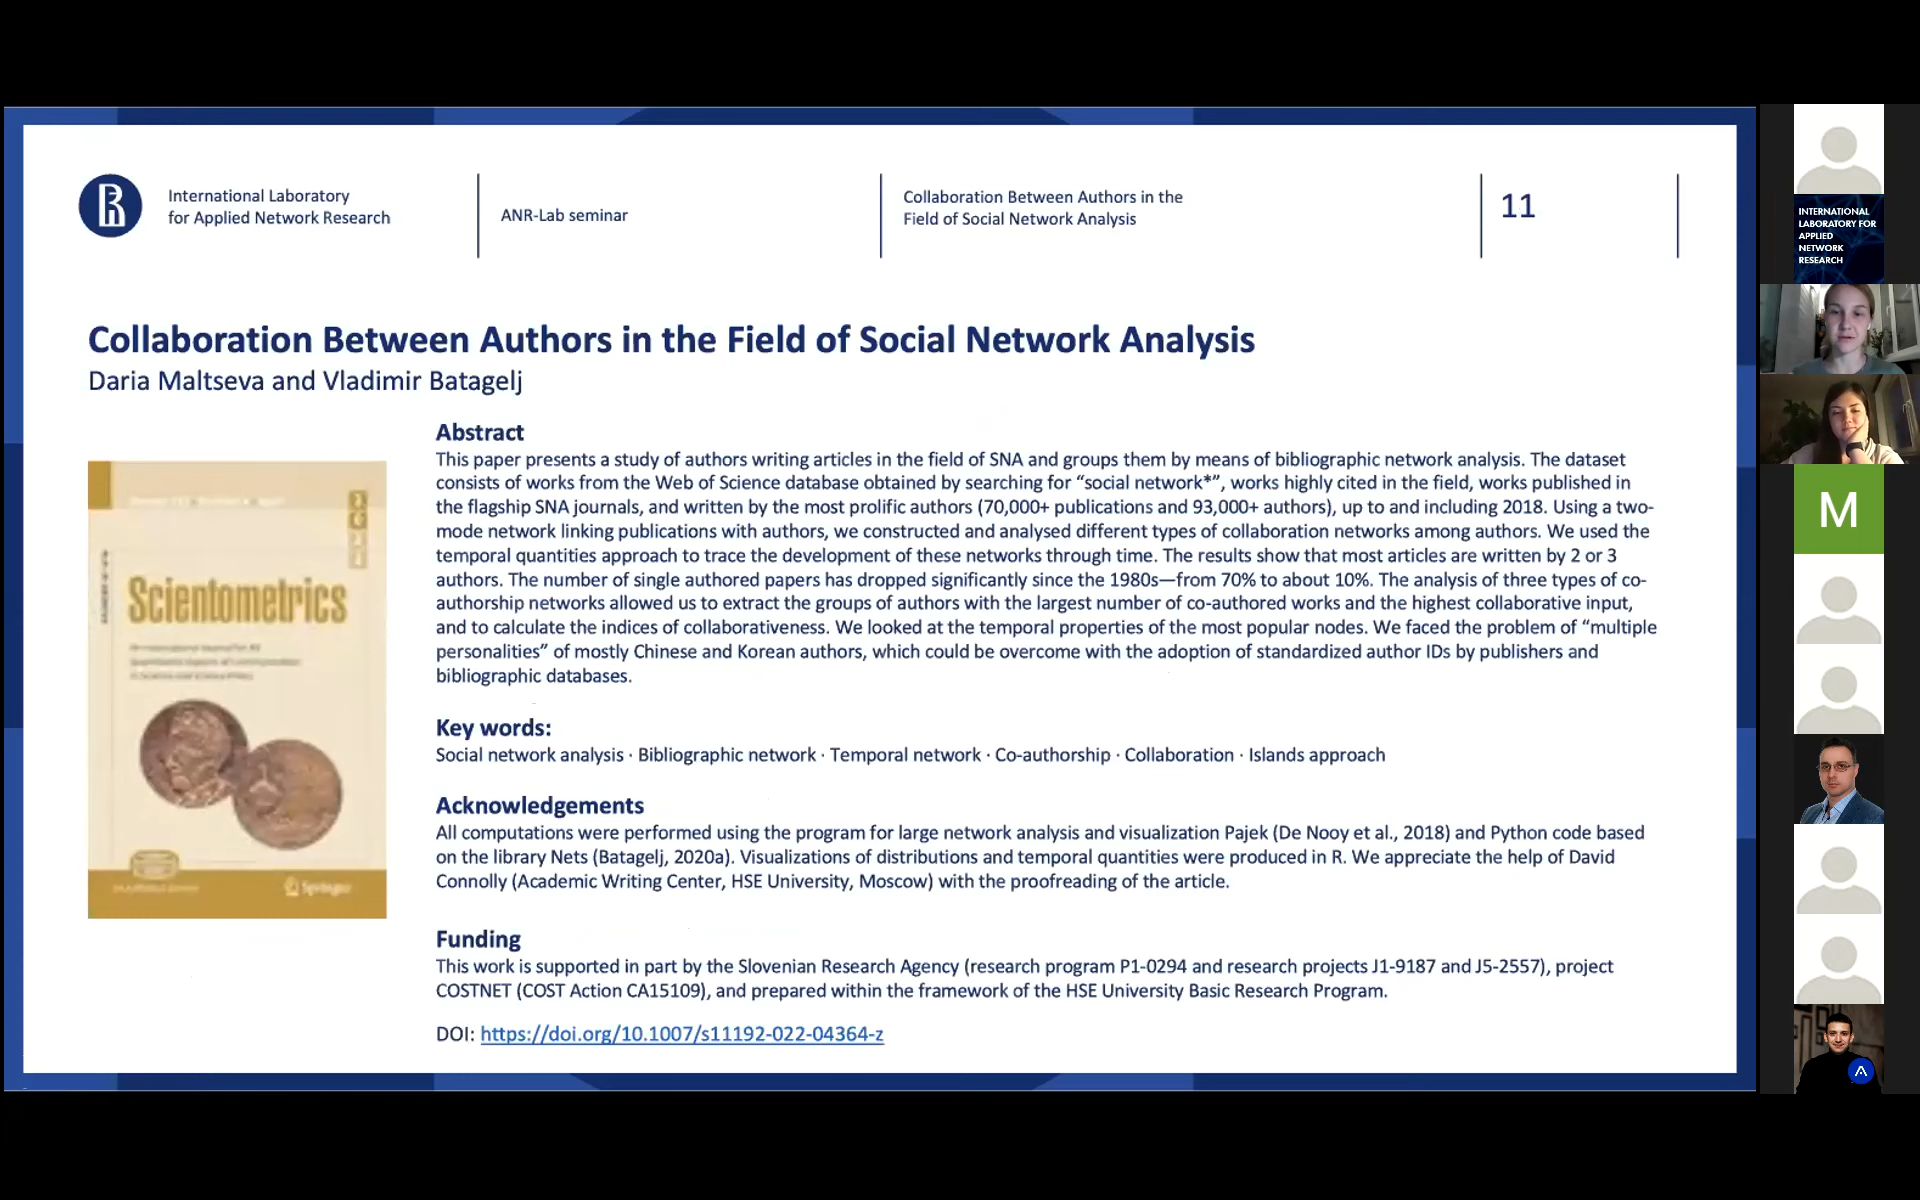 International Laboratory
for Applied Network Research
ANR-Lab seminar
Collaboration Between Authors in the
Field of Social Network Analysis
11
Collaboration Between Authors in the Field of Social Network Analysis
Daria Maltseva and Vladimir Batagelj
Abstract
This paper presents a study of authors writing articles in the field of SNA and groups them by means of bibliographic network analysis. The dataset
consists of works from the Web of Science database obtained by searching for “social network*”, works highly cited in the field, works published in
the flagship SNA journals, and written by the most prolific authors (70,000+ publications and 93,000+ authors), up to and including 2018. Using a two-
mode network linking publications with authors, we constructed and analysed different types of collaboration networks among authors. We used the
temporal quantities approach to trace the development of these networks through time. The results show that most articles are written by 2 or 3
authors. The number of single authored papers has dropped significantly since the 1980s—from 70% to about 10%. The analysis of three types of co-
authorship networks allowed us to extract the groups of authors with the largest number of co-authored works and the highest collaborative input,
and to calculate the indices of collaborativeness. We looked at the temporal properties of the most popular nodes. We faced the problem of “multiple
personalities” of mostly Chinese and Korean authors, which could be overcome with the adoption of standardized author IDs by publishers and
bibliographic databases.
Key words:
Social network analysis · Bibliographic network · Temporal network · Co-authorship · Collaboration · Islands approach
Acknowledgements
All computations were performed using the program for large network analysis and visualization Pajek (De Nooy et al., 2018) and Python code based
on the library Nets (Batagelj, 2020a). Visualizations of distributions and temporal quantities were produced in R. We appreciate the help of David
Connolly (Academic Writing Center, HSE University, Moscow) with the proofreading of the article.
Funding
This work is supported in part by the Slovenian Research Agency (research program P1-0294 and research projects J1-9187 and J5-2557), project
COSTNET (COST Action CA15109), and prepared within the framework of the HSE University Basic Research Program.
DOI: https://doi.org/10.1007/s11192-022-04364-z
Scientometrics
Springer
INTERNATIONAL
LABORATORY FOR
APPLIED
NETWORK
RESEARCH
M